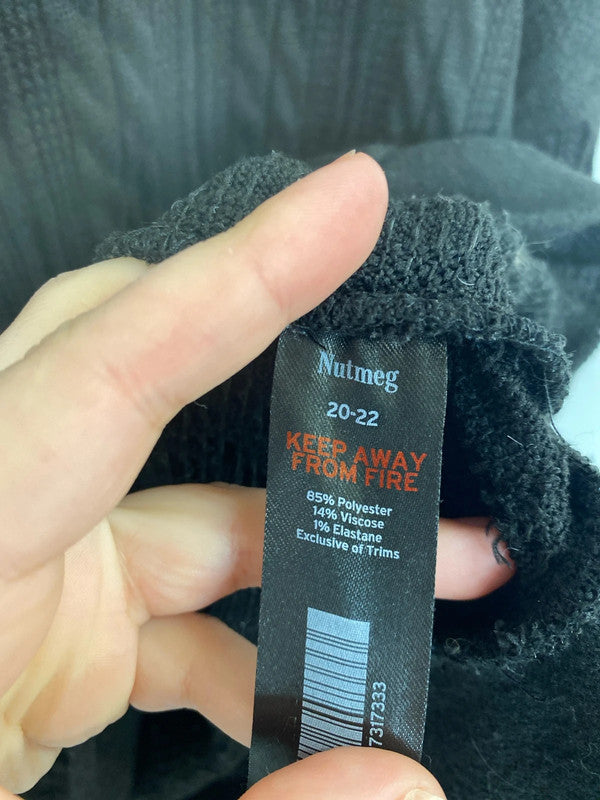 Nutmeg
20-22
KEEP AWAY
FROM FIRE
85% Polyester
14% Viscose
1% Elastane
Exclusive of Trims
7317333